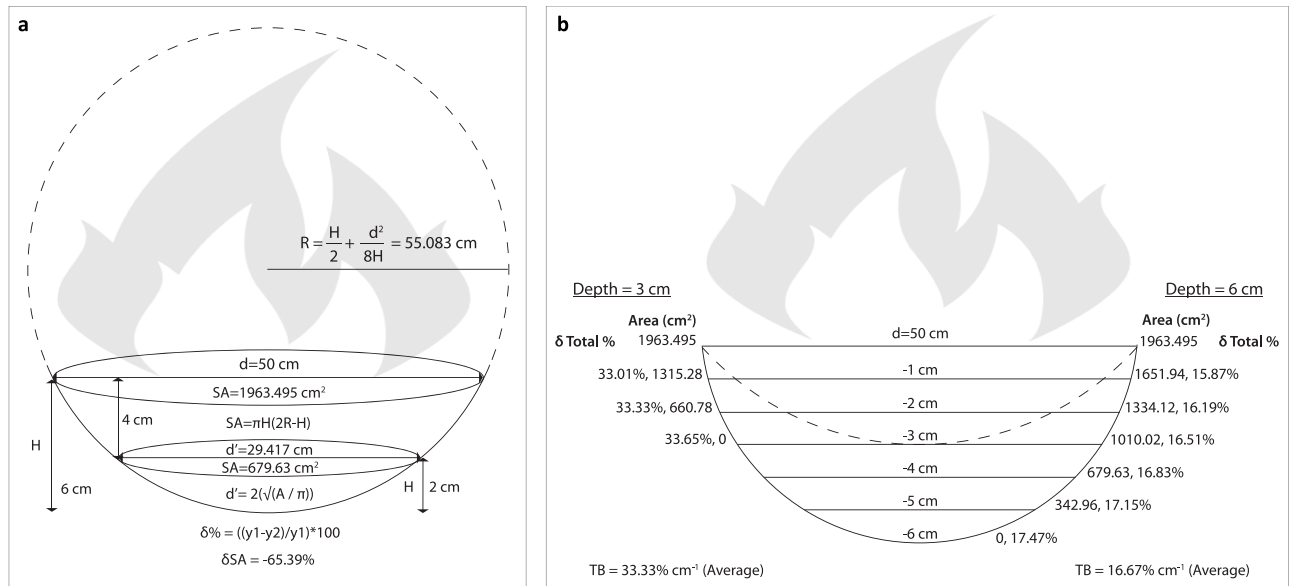 a
R = H/2 + d²/8H = 55.083 cm
d=50 cm
SA=1963.495 cm²
4 cm
SA=πH(2R-H)
H
d'=29.417 cm
SA=679.63 cm²
6 cm
d' = 2(√(A / π))
H
2 cm
δ% = ((y1-y2)/y1)*100
δSA = -65.39%
b
Depth = 3 cm
Depth = 6 cm
Area (cm²)
Area (cm²)
δ Total %
1963.495
d=50 cm
1963.495
δ Total %
33.01%, 1315.28
-1 cm
1651.94, 15.87%
33.33%, 660.78
-2 cm
1334.12, 16.19%
33.65%, 0
-3 cm
1010.02, 16.51%
-4 cm
679.63, 16.83%
-5 cm
342.96, 17.15%
-6 cm
0, 17.47%
TB = 33.33% cm⁻¹ (Average)
TB = 16.67% cm⁻¹ (Average)